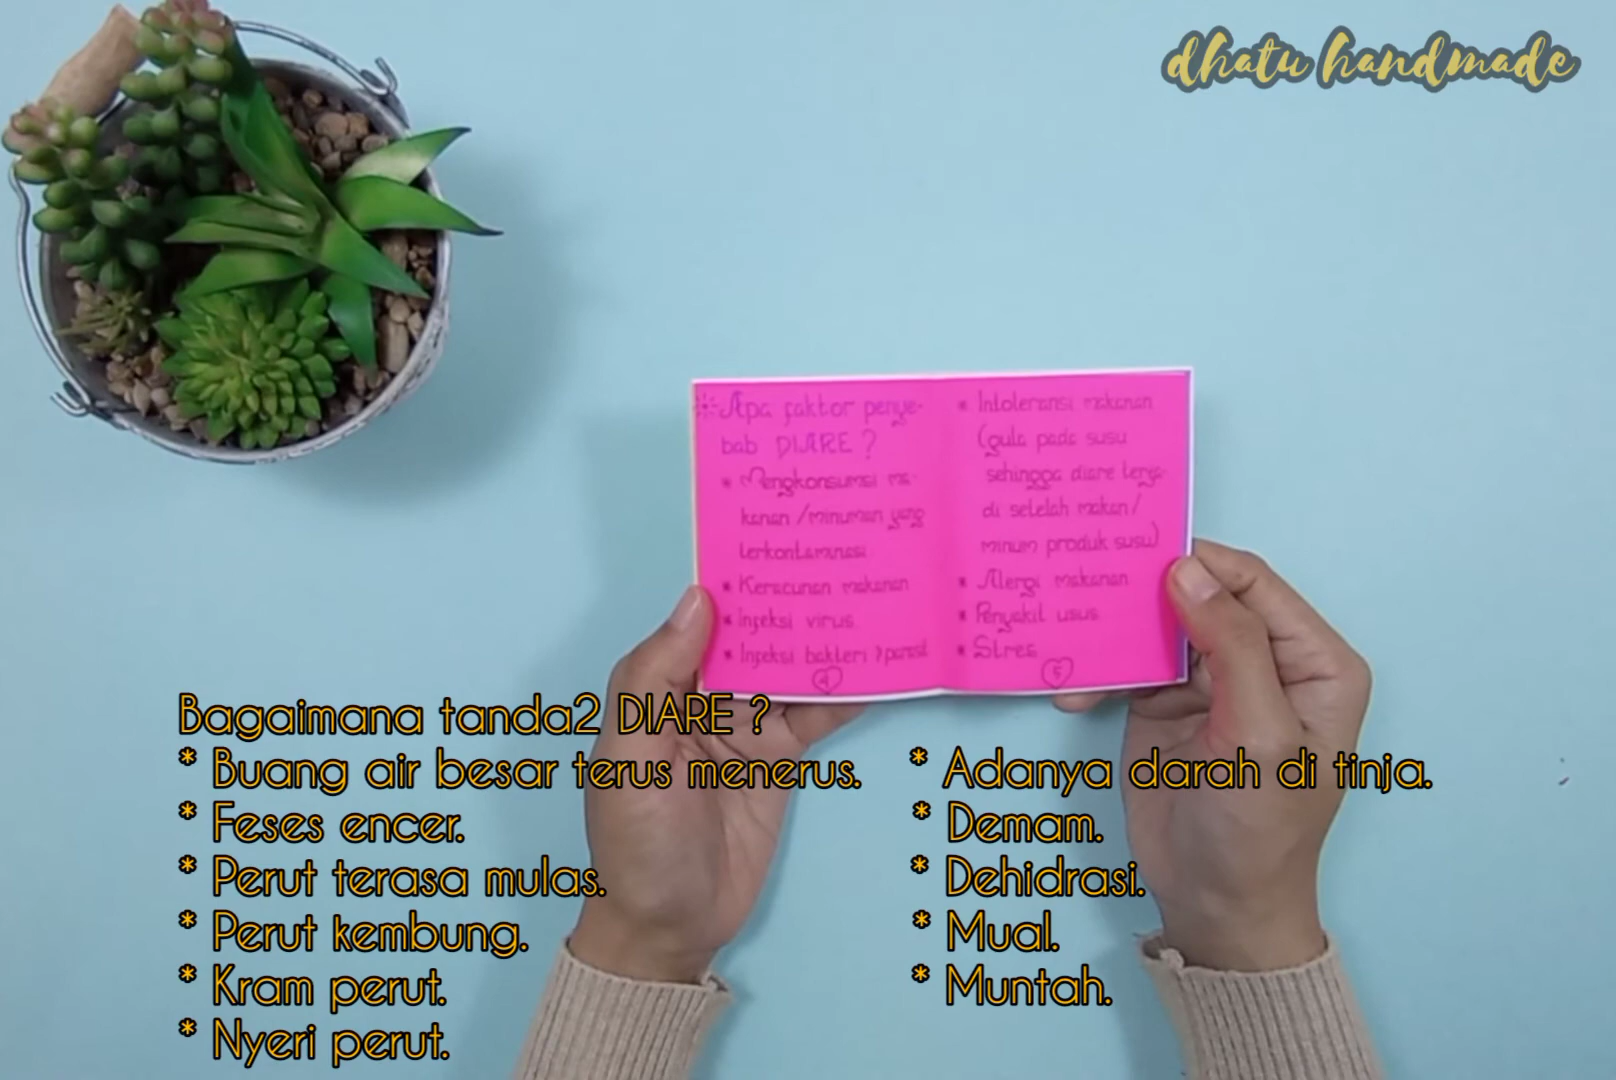 dhatu handmade
Apa faktor penye-
bab DIARE ?
* Mengkonsumsi ma-
kanan / minuman yang
terkontaminasi
* Keracunan makanan
* infeksi virus
* Infeksi bakteri
4
* Intoleransi makanan
(gula pada susu
sehingga diare terja-
di setelah makan /
minum produk susu)
* Alergi makanan
* Penyakit usus
* Stres
5
Bagaimana tanda2 DIARE ?
* Buang air besar terus menerus.
* Feses encer.
* Perut terasa mulas.
* Perut kembung.
* Kram perut.
* Nyeri perut.
* Adanya darah di tinja.
* Demam.
* Dehidrasi.
* Mual.
* Muntah.